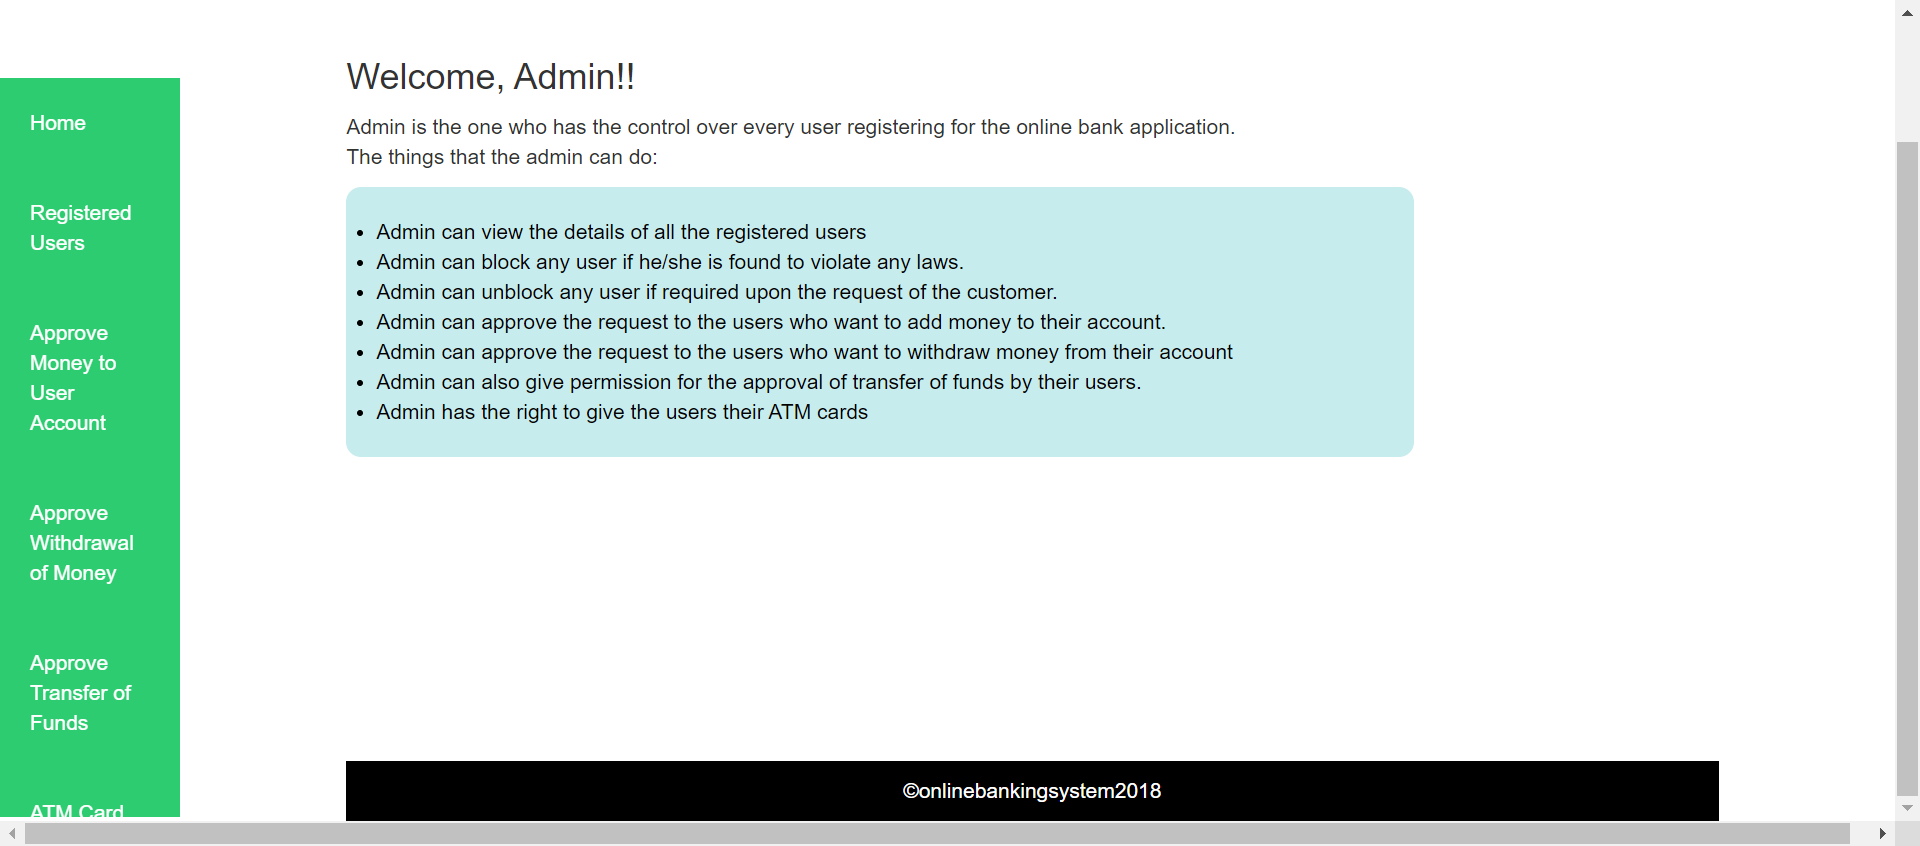 Welcome, Admin!!
Admin is the one who has the control over every user registering for the online bank application.
The things that the admin can do:
Admin can view the details of all the registered users
Admin can block any user if he/she is found to violate any laws.
Admin can unblock any user if required upon the request of the customer.
Admin can approve the request to the users who want to add money to their account.
Admin can approve the request to the users who want to withdraw money from their account
Admin can also give permission for the approval of transfer of funds by their users.
Admin has the right to give the users their ATM cards
Home
Registered
Users
Approve
Money to
User
Account
Approve
Withdrawal
of Money
Approve
Transfer of
Funds
ATM Card
©onlinebankingsystem2018